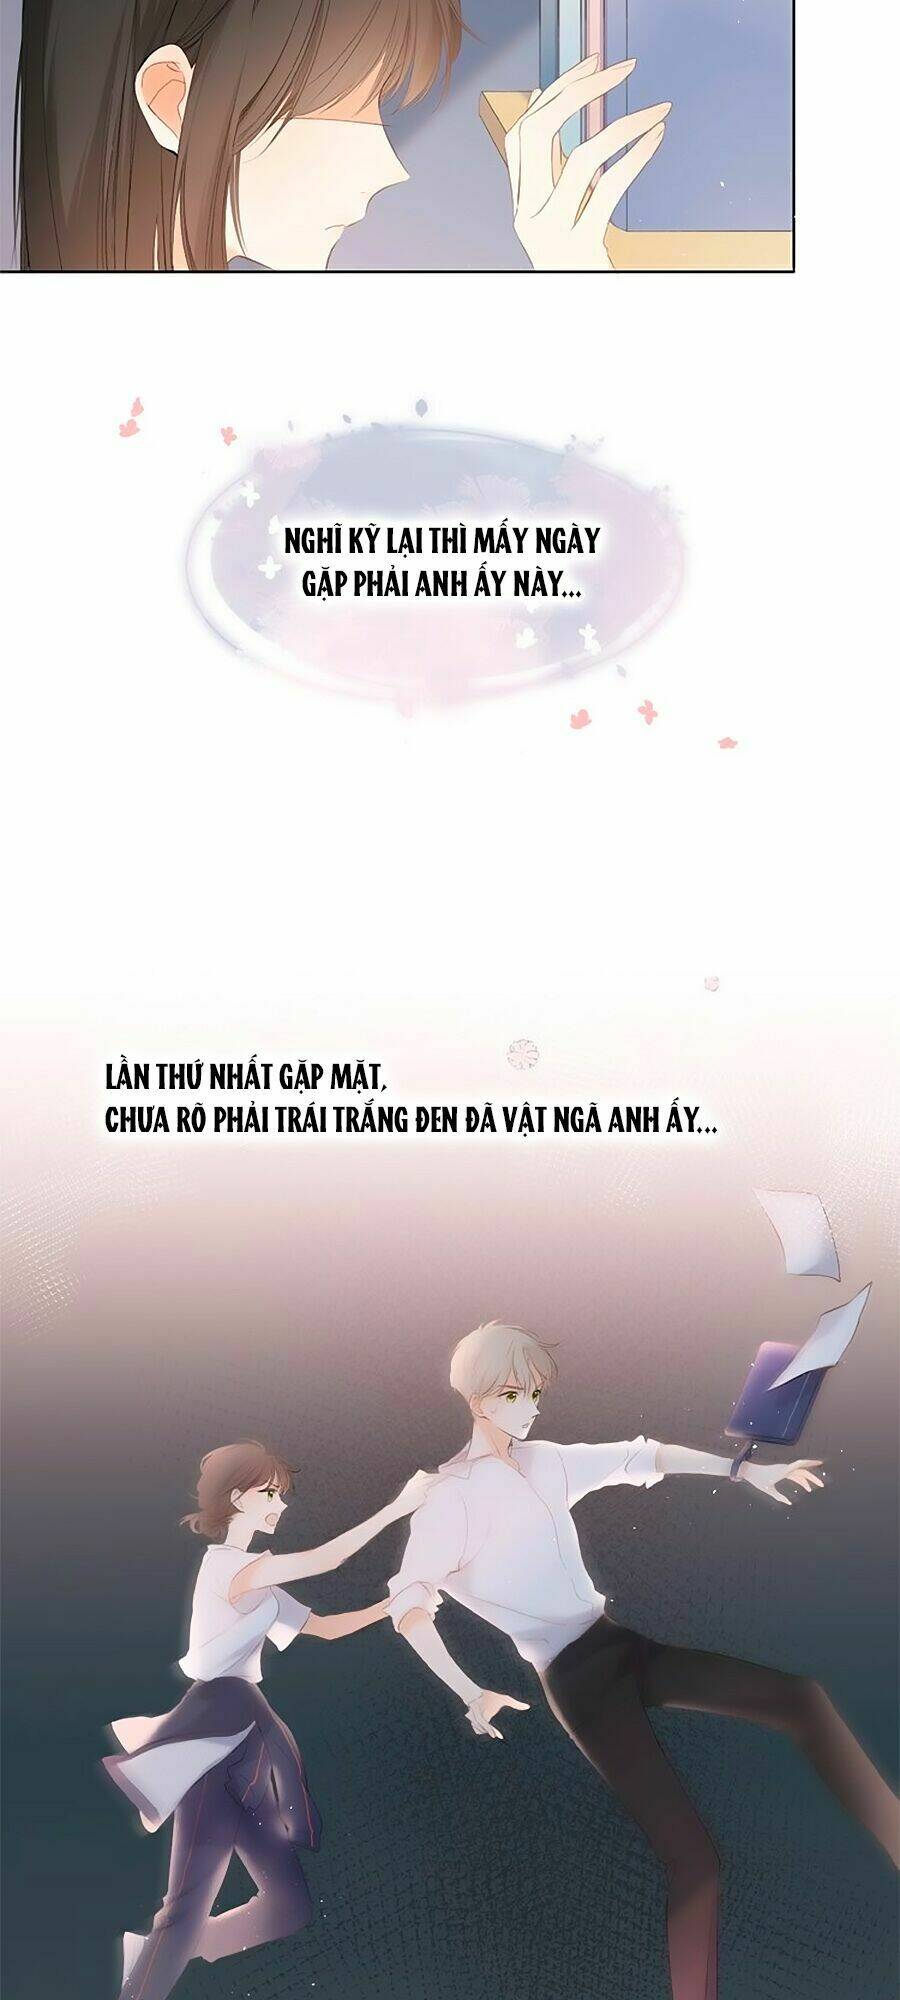 NGHĨ KỸ LẠI THÌ MẤY NGÀY
GẶP PHẢI ANH ẤY NÀY...
LẦN THỨ NHẤT GẶP MẶT,
CHƯA RÕ PHẢI TRÁI TRẮNG ĐEN ĐÃ VẬT NGÃ ANH ẤY...